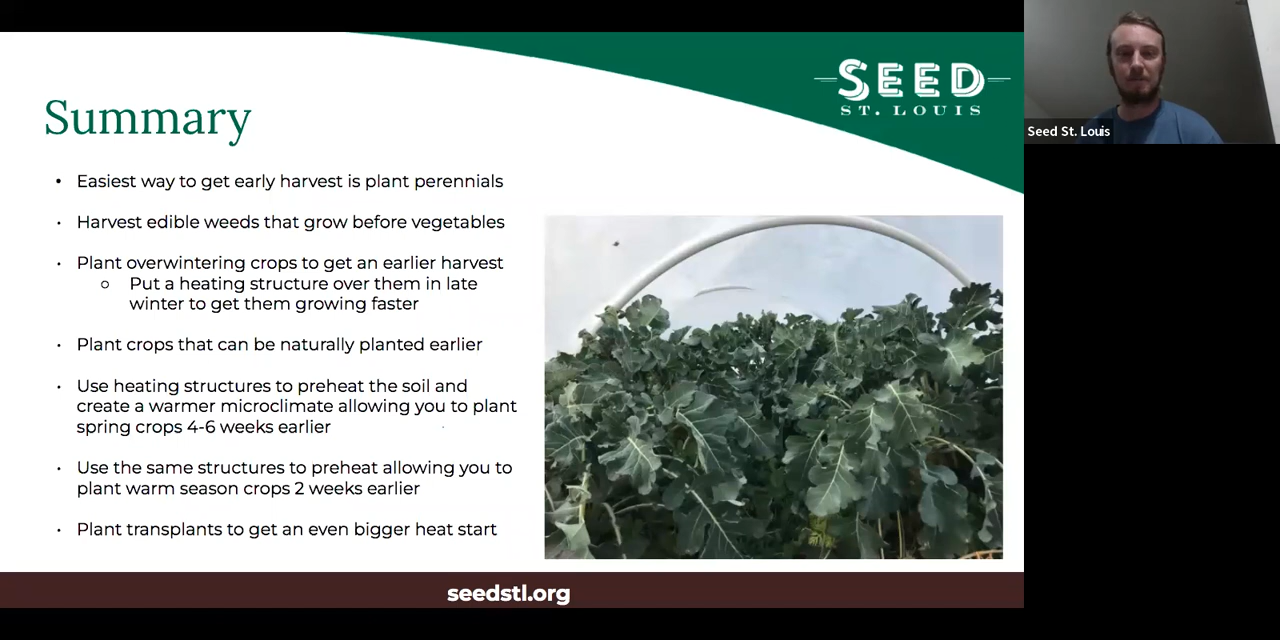 SEED
ST. LOUIS
Seed St. Louis
Summary
• Easiest way to get early harvest is plant perennials
• Harvest edible weeds that grow before vegetables
• Plant overwintering crops to get an earlier harvest
o Put a heating structure over them in late
winter to get them growing faster
• Plant crops that can be naturally planted earlier
• Use heating structures to preheat the soil and
create a warmer microclimate allowing you to plant
spring crops 4-6 weeks earlier
• Use the same structures to preheat allowing you to
plant warm season crops 2 weeks earlier
• Plant transplants to get an even bigger heat start
seedstl.org